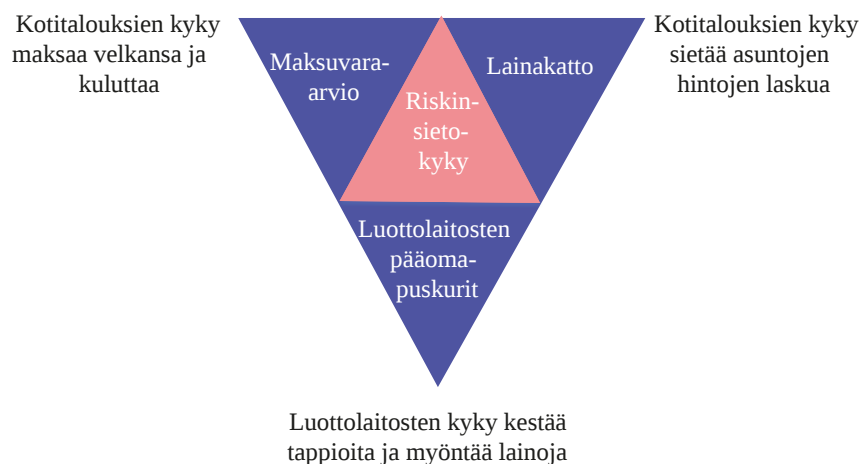 Kotitalouksien kyky
maksaa velkansa ja
kuluttaa
Kotitalouksien kyky
sietää asuntojen
hintojen laskua
Maksuvara-
arvio
Lainakatto
Riskin-
sieto-
kyky
Luottolaitosten
pääoma-
puskurit
Luottolaitosten kyky kestää
tappioita ja myöntää lainoja